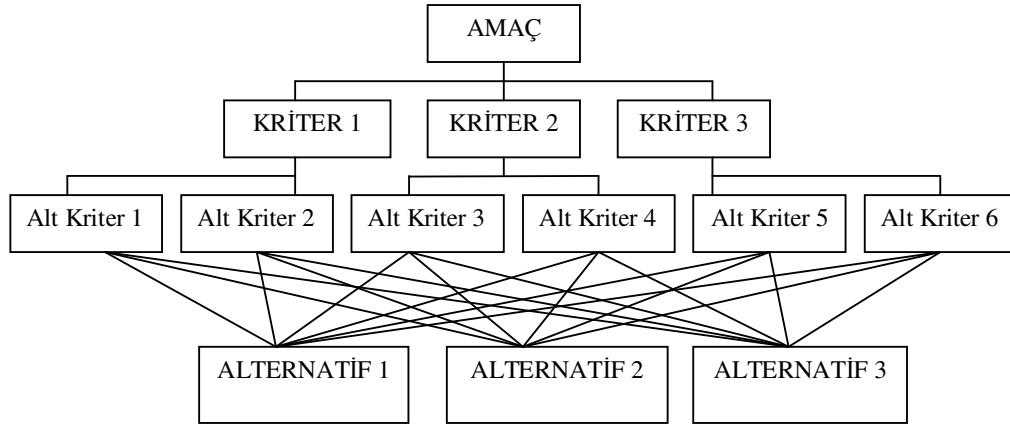 AMAÇ
KRİTER 1
KRİTER 2
KRİTER 3
Alt Kriter 1
Alt Kriter 2
Alt Kriter 3
Alt Kriter 4
Alt Kriter 5
Alt Kriter 6
ALTERNATİF 1
ALTERNATİF 2
ALTERNATİF 3